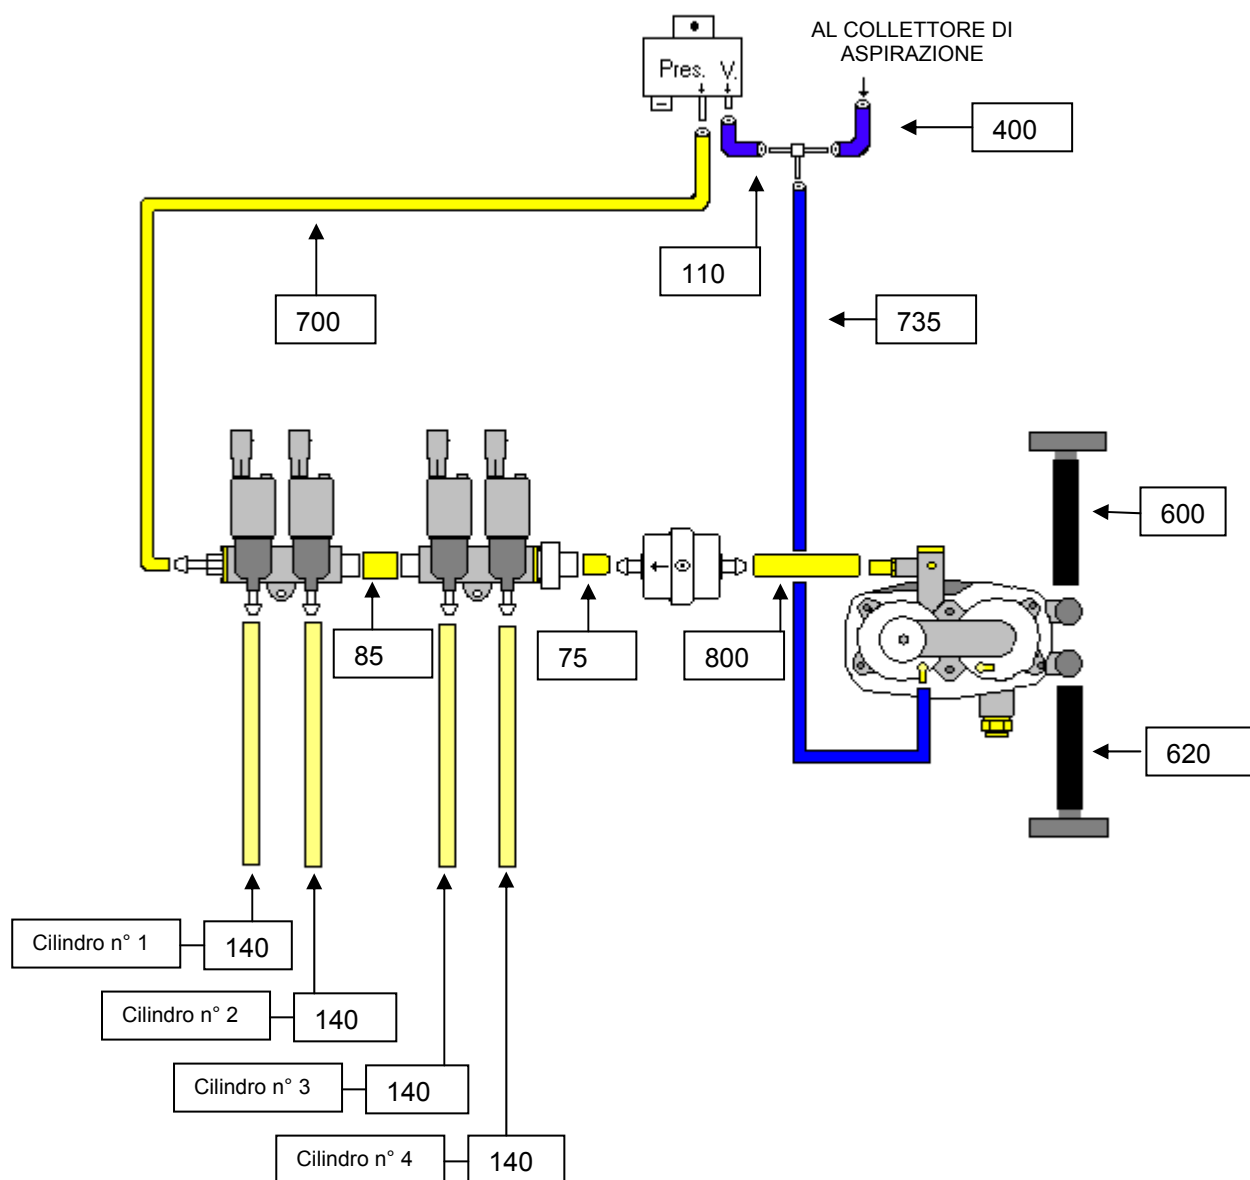 AL COLLETTORE DI
ASPIRAZIONE
Pres. V.
400
110
700
735
600
85
75
800
620
Cilindro n° 1
140
Cilindro n° 2
140
Cilindro n° 3
140
Cilindro n° 4
140